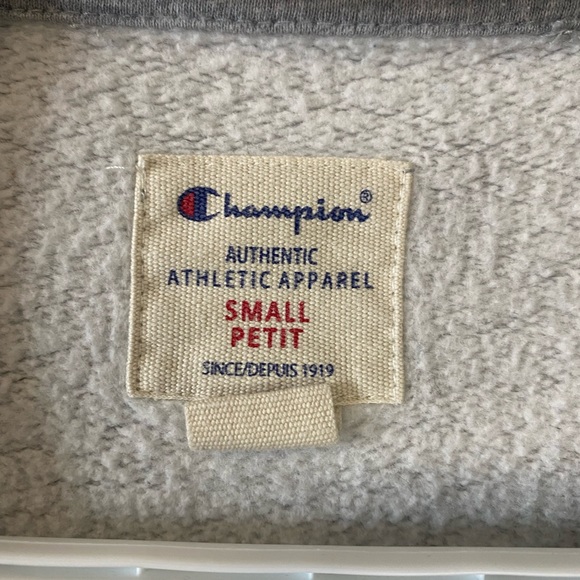 Champion®
AUTHENTIC
ATHLETIC APPAREL
SMALL
PETIT
SINCE/DEPUIS 1919